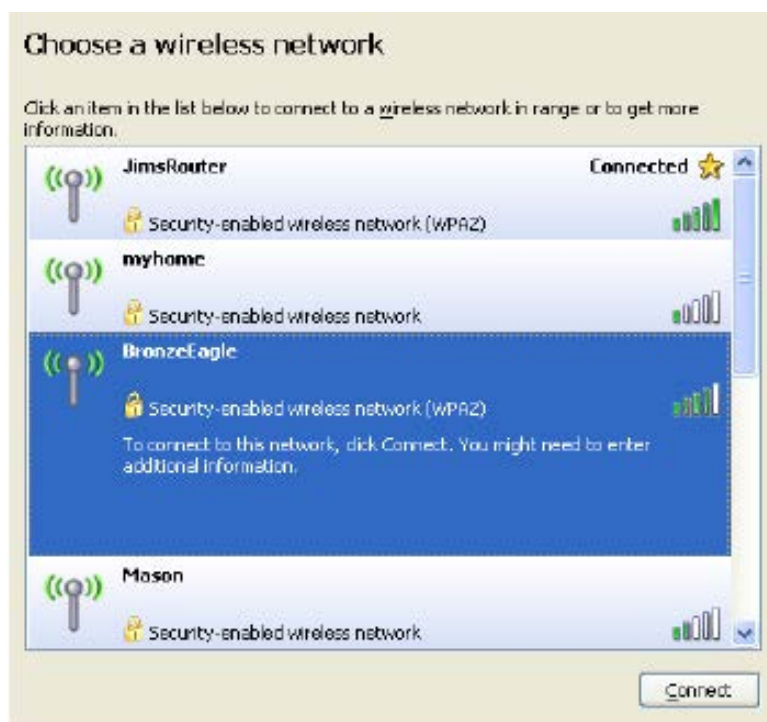 Choose a wireless network
Click an item in the list below to connect to a wireless network in range or to get more
information.
JimsRouter
Connected
Security-enabled wireless network (WPA2)
myhome
Security-enabled wireless network
BronzeEagle
Security-enabled wireless network (WPA2)
To connect to this network, click Connect. You might need to enter
additional information.
Mason
Security-enabled wireless network
Connect